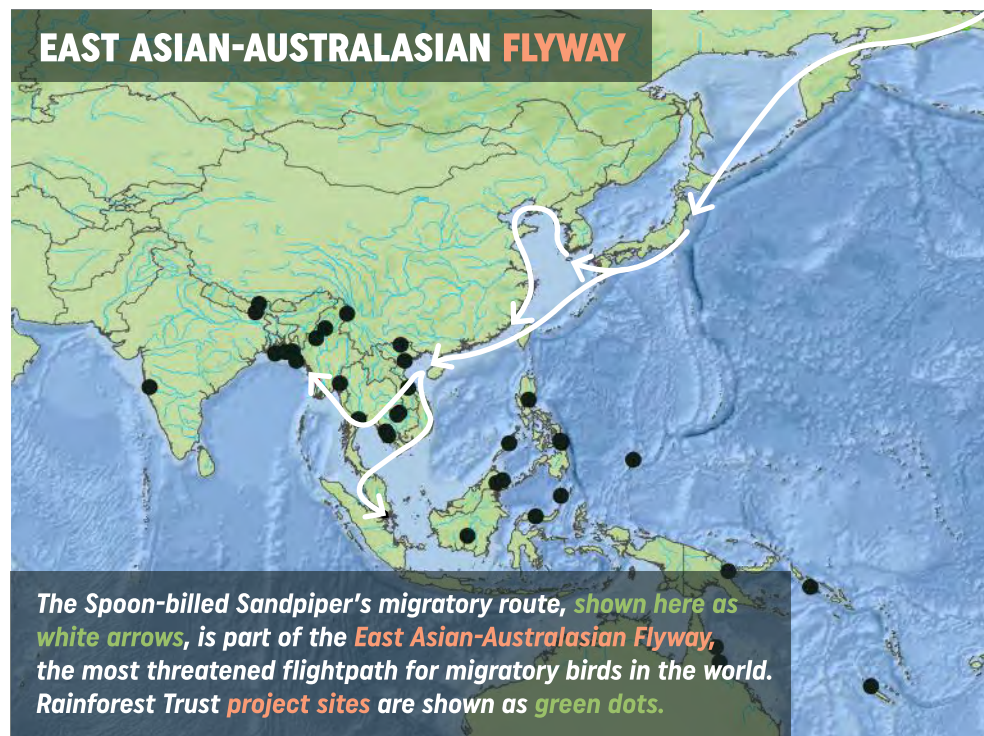 EAST ASIAN-AUSTRALASIAN FLYWAY
The Spoon-billed Sandpiper's migratory route, shown here as
white arrows, is part of the East Asian-Australasian Flyway,
the most threatened flightpath for migratory birds in the world.
Rainforest Trust project sites are shown as green dots.